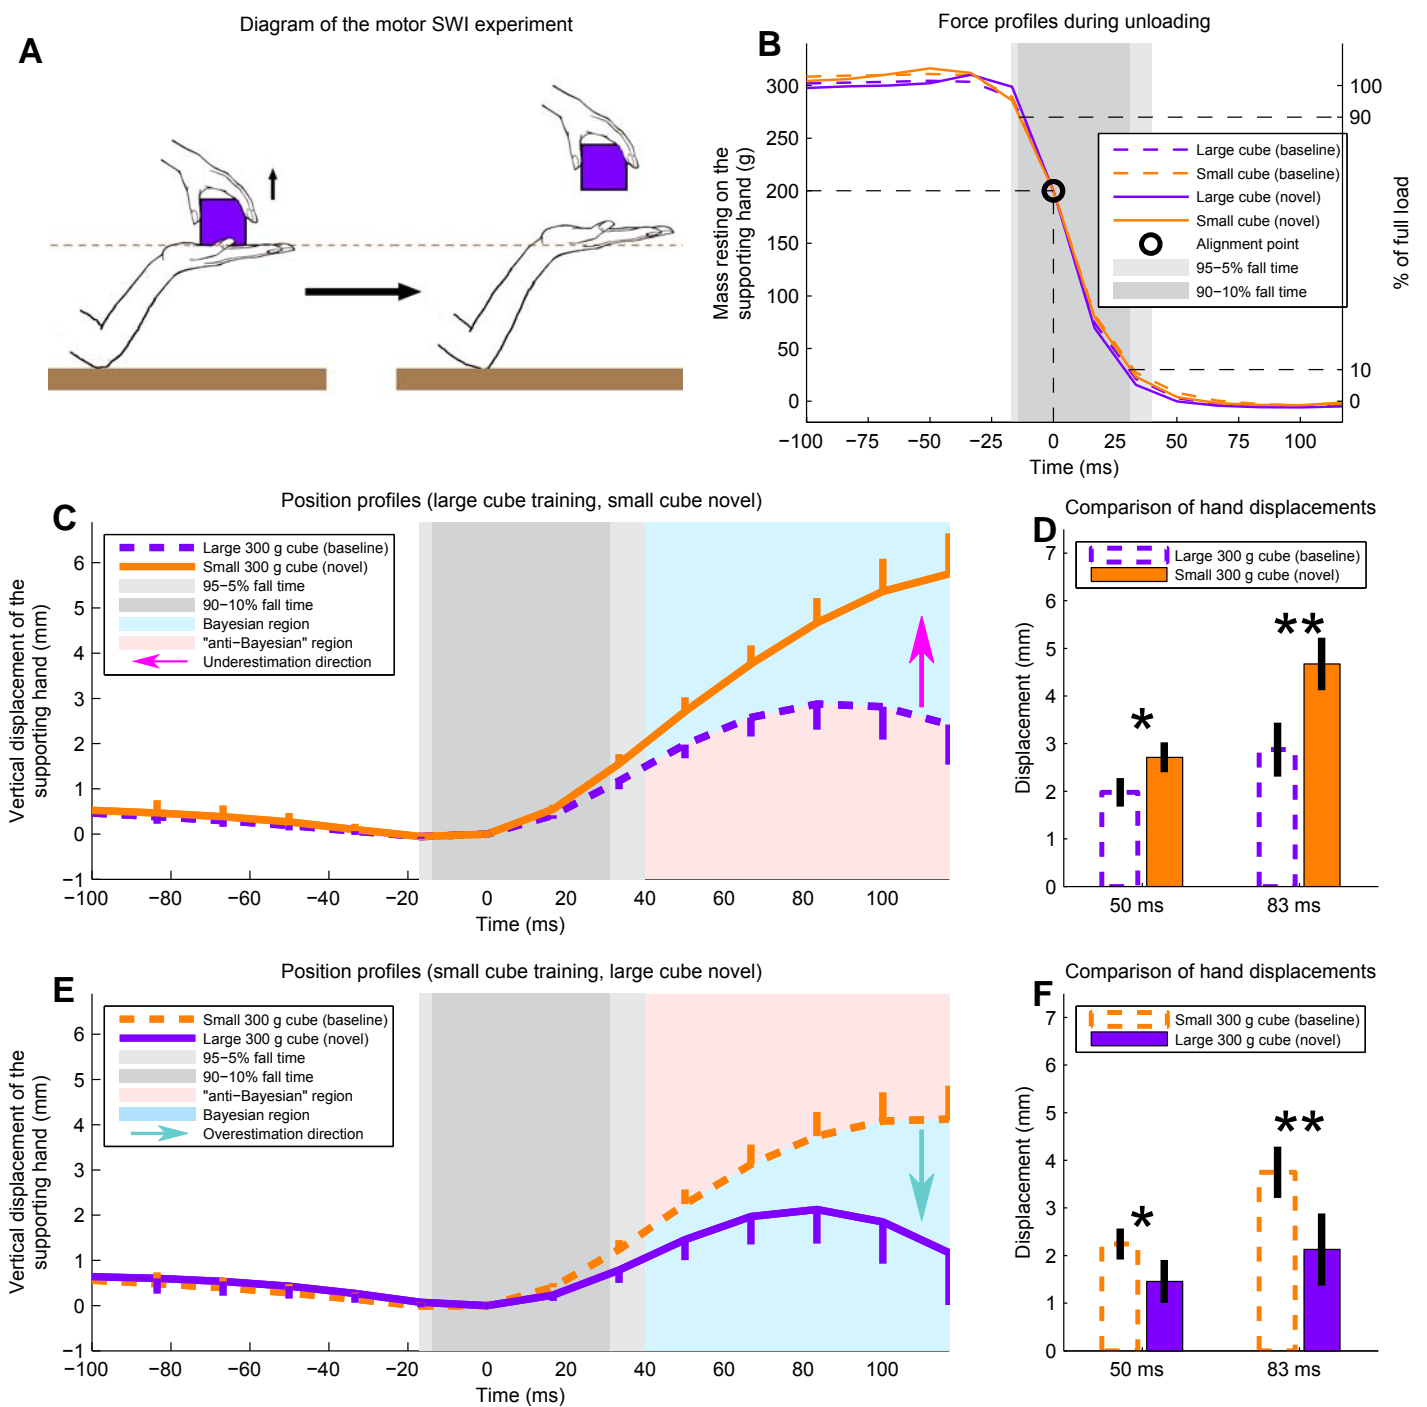 A
Diagram of the motor SWI experiment
B
Force profiles during unloading
Mass resting on the
supporting hand (g)
300
250
200
150
100
50
0
100
90
10
0
% of full load
Large cube (baseline)
Small cube (baseline)
Large cube (novel)
Small cube (novel)
Alignment point
95−5% fall time
90−10% fall time
−100 −75 −50 −25 0 25 50 75 100
Time (ms)
C
Position profiles (large cube training, small cube novel)
Vertical displacement of the
supporting hand (mm)
6
5
4
3
2
1
0
−1
Large 300 g cube (baseline)
Small 300 g cube (novel)
95−5% fall time
90−10% fall time
Bayesian region
"anti−Bayesian" region
Underestimation direction
−100 −80 −60 −40 −20 0 20 40 60 80 100
Time (ms)
D
Comparison of hand displacements
Displacement (mm)
7
6
5
4
3
2
1
0
Large 300 g cube (baseline)
Small 300 g cube (novel)
*
**
50 ms 83 ms
E
Position profiles (small cube training, large cube novel)
Vertical displacement of the
supporting hand (mm)
6
5
4
3
2
1
0
−1
Small 300 g cube (baseline)
Large 300 g cube (novel)
95−5% fall time
90−10% fall time
"anti−Bayesian" region
Bayesian region
Overestimation direction
−100 −80 −60 −40 −20 0 20 40 60 80 100
Time (ms)
F
Comparison of hand displacements
Displacement (mm)
7
6
5
4
3
2
1
0
Small 300 g cube (baseline)
Large 300 g cube (novel)
*
**
50 ms 83 ms